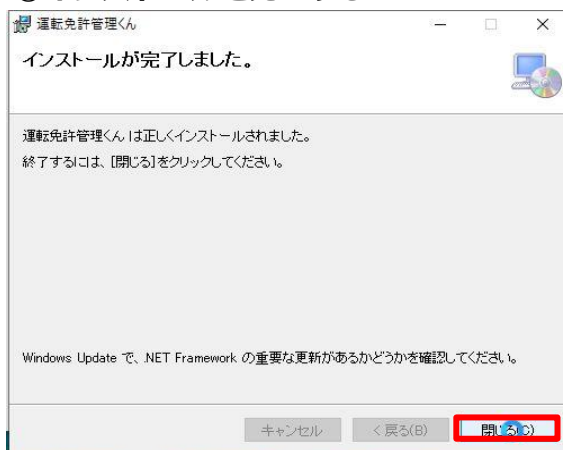 運転免許管理くん
インストールが完了しました。
運転免許管理くん は正しくインストールされました。
終了するには、[閉じる]をクリックしてください。
Windows Update で、.NET Framework の重要な更新があるかどうかを確認してください。
キャンセル
< 戻る(B)
閉じる(C)